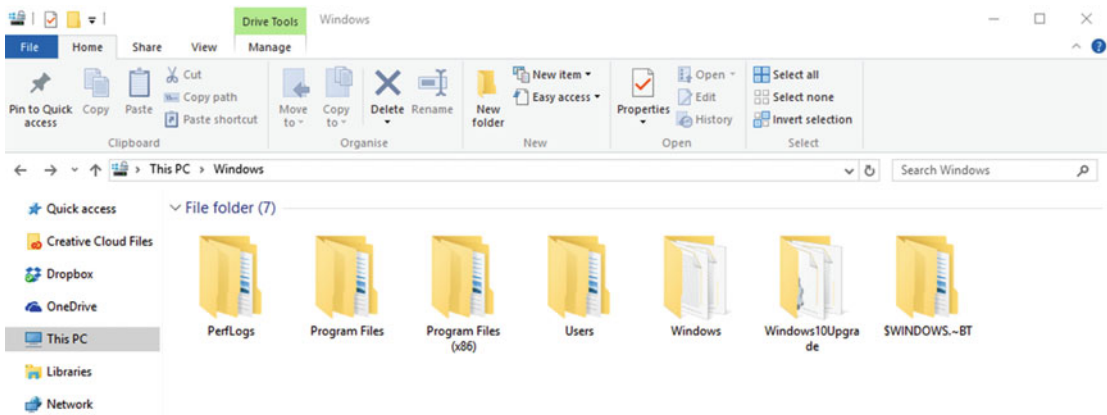 Drive Tools Windows
File Home Share View Manage
Pin to Quick access
Copy
Paste
Cut
Copy path
Paste shortcut
Clipboard
Move to
Copy to
Delete
Rename
Organise
New folder
New item
Easy access
New
Properties
Open
Edit
History
Open
Select all
Select none
Invert selection
Select
This PC > Windows
Search Windows
Quick access
Creative Cloud Files
Dropbox
OneDrive
This PC
Libraries
Network
File folder (7)
PerfLogs
Program Files
Program Files
(x86)
Users
Windows
Windows10Upgra
de
$WINDOWS.~BT